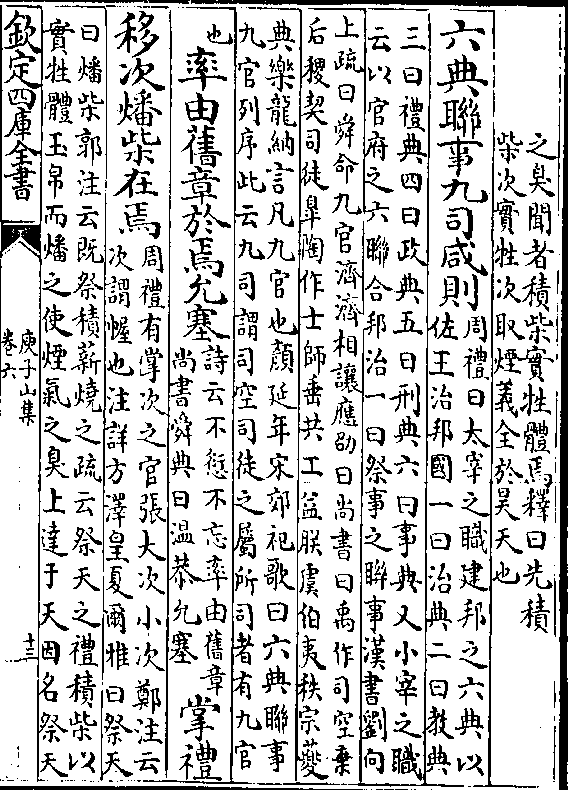 之臭聞者積柴實牲體焉釋曰先積
柴次實牲次取煙義全於昊天也
六典聯事九司咸則周禮曰太宰之職建邦之六典以
佐王治邦國一曰治典二曰教典
三曰禮典四曰政典五曰刑典六曰事典又小宰之職
云以官府之六聯合邦治一曰祭事之聯事漢書劉向
上疏曰舜命九官濟濟相讓應劭曰尚書曰禹作司空棄
后稷契司徒臯陶作士師垂共工益朕虞伯夷秩宗夔
典樂龍納言凡九官也顔延年宋郊祀歌曰六典聯事
九官列序此云九司謂司空司徒之屬所司者有九官
也
率由舊章於焉允塞詩云不愆不忘率由舊章
尚書舜典曰温恭允塞
掌禮
移次燔柴在焉周禮有掌次之官張大次小次鄭注云
次謂幄也注詳方澤皇夏爾雅曰祭天
曰燔柴郭注云既祭積薪燒之疏云祭天之禮積柴以
實牲體玉帛而燔之使煙氣之臭上達于天因名祭天
欽定四庫全書
庾子山集
卷六
十三